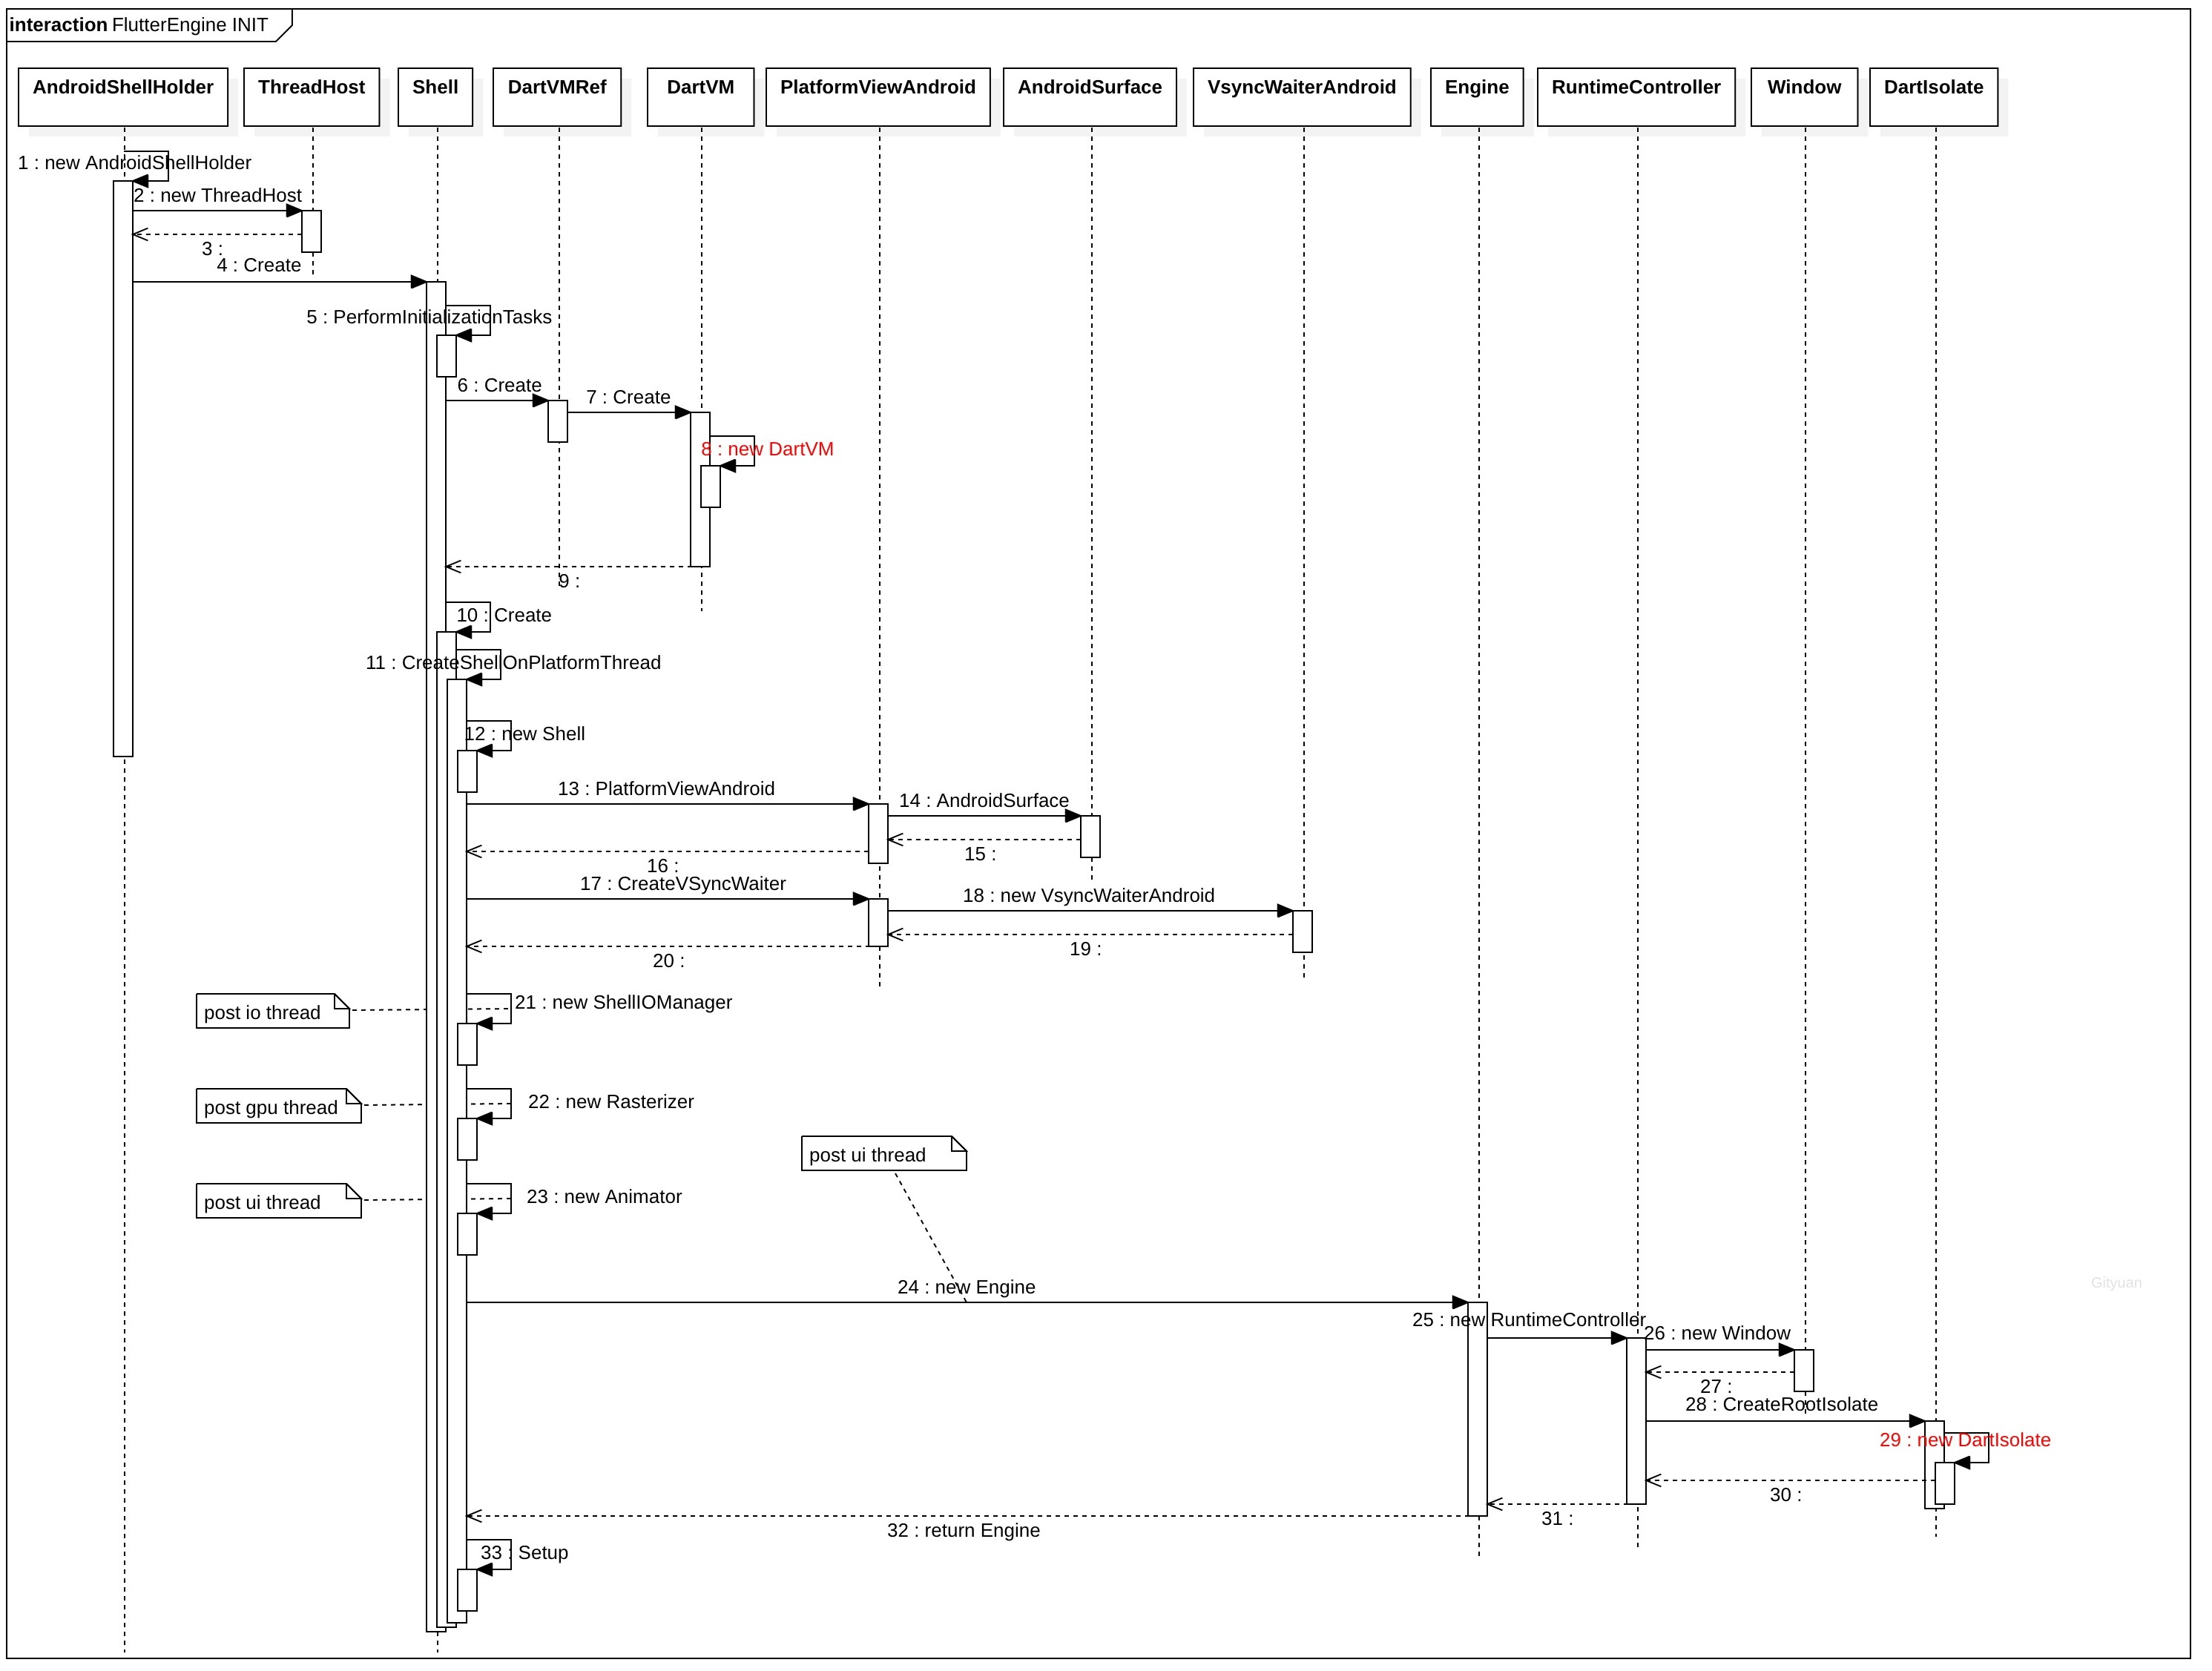 interaction FlutterEngine INIT
AndroidShellHolder
ThreadHost
Shell
DartVMRef
DartVM
PlatformViewAndroid
AndroidSurface
VsyncWaiterAndroid
Engine
RuntimeController
Window
DartIsolate
1 : new AndroidShellHolder
2 : new ThreadHost
3 :
4 : Create
5 : PerformInitializationTasks
6 : Create
7 : Create
8 : new DartVM
9 :
10 : Create
11 : CreateShellOnPlatformThread
12 : new Shell
13 : PlatformViewAndroid
14 : AndroidSurface
15 :
16 :
17 : CreateVSyncWaiter
18 : new VsyncWaiterAndroid
19 :
20 :
post io thread
21 : new ShellIOManager
post gpu thread
22 : new Rasterizer
post ui thread
post ui thread
23 : new Animator
24 : new Engine
Gityuan
25 : new RuntimeController
26 : new Window
27 :
28 : CreateRootIsolate
29 : new DartIsolate
30 :
31 :
32 : return Engine
33 : Setup